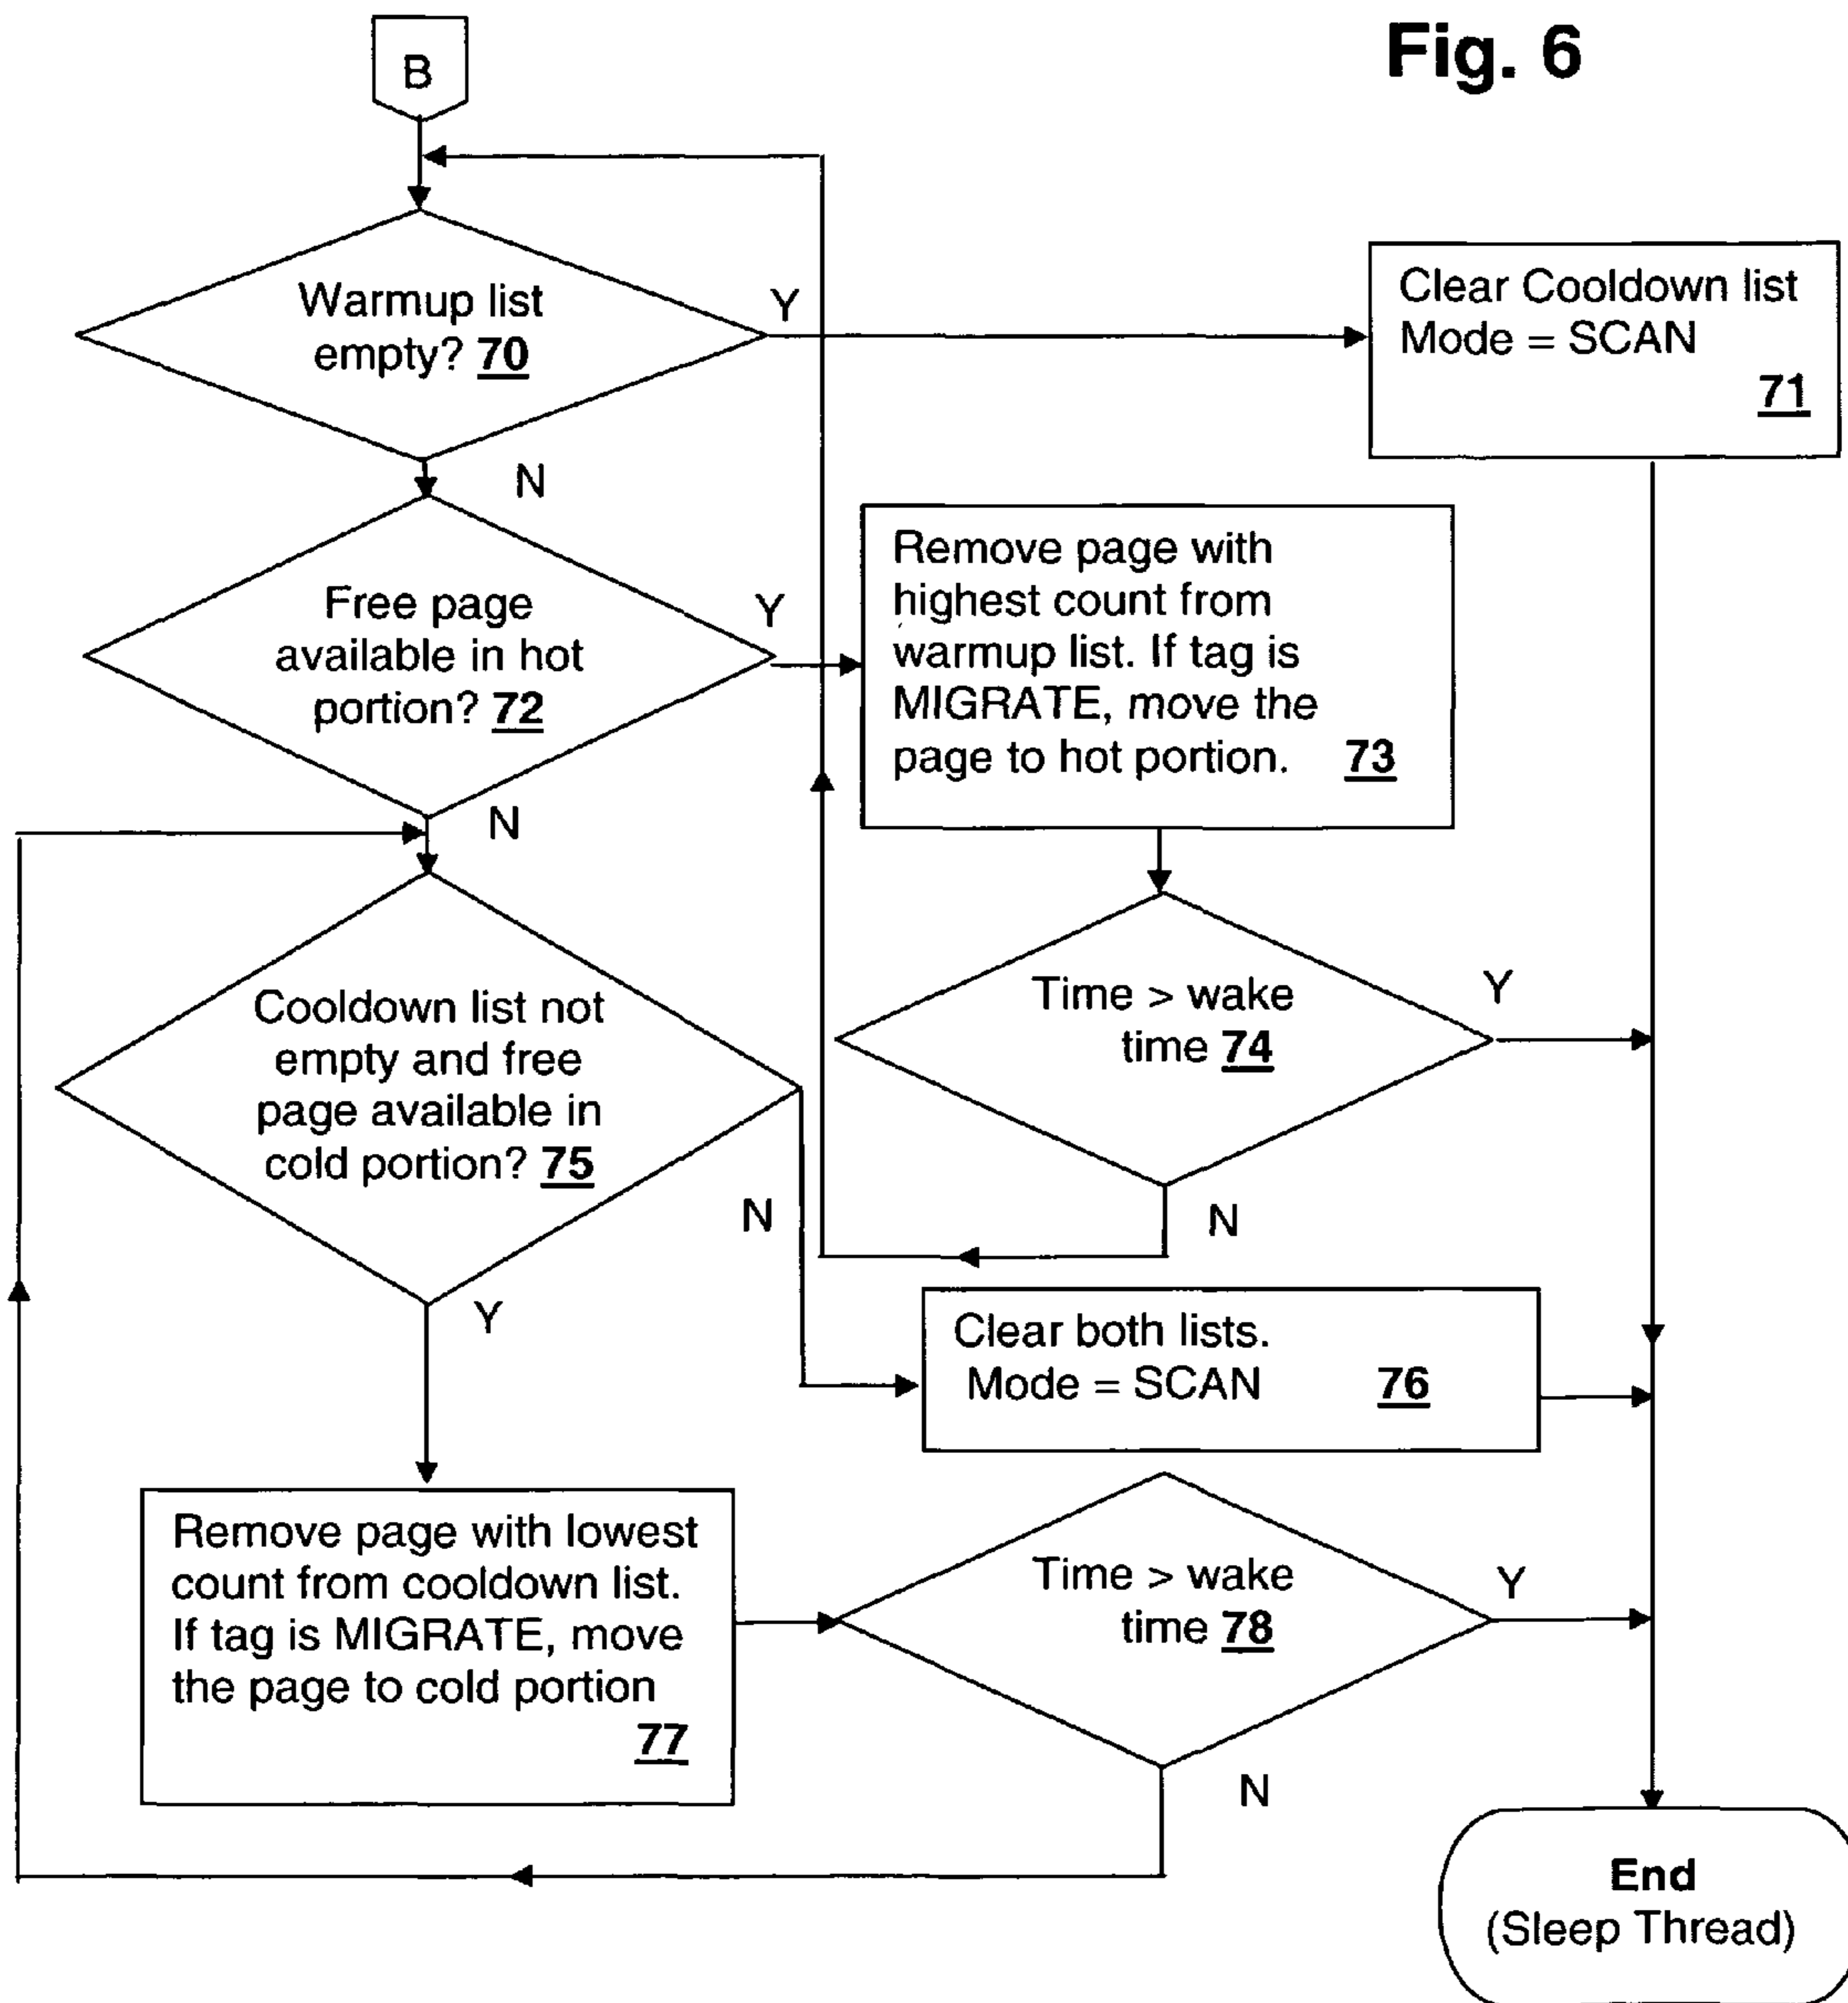 Fig. 6
B
Warmup list
empty? 70
Y
N
Clear Cooldown list
Mode = SCAN
71
Free page
available in hot
portion? 72
Y
N
Remove page with
highest count from
warmup list. If tag is
MIGRATE, move the
page to hot portion. 73
Time > wake
time 74
Y
N
Cooldown list not
empty and free
page available in
cold portion? 75
N
Y
Clear both lists.
Mode = SCAN 76
Remove page with lowest
count from cooldown list.
If tag is MIGRATE, move
the page to cold portion
77
Time > wake
time 78
Y
N
End
(Sleep Thread)